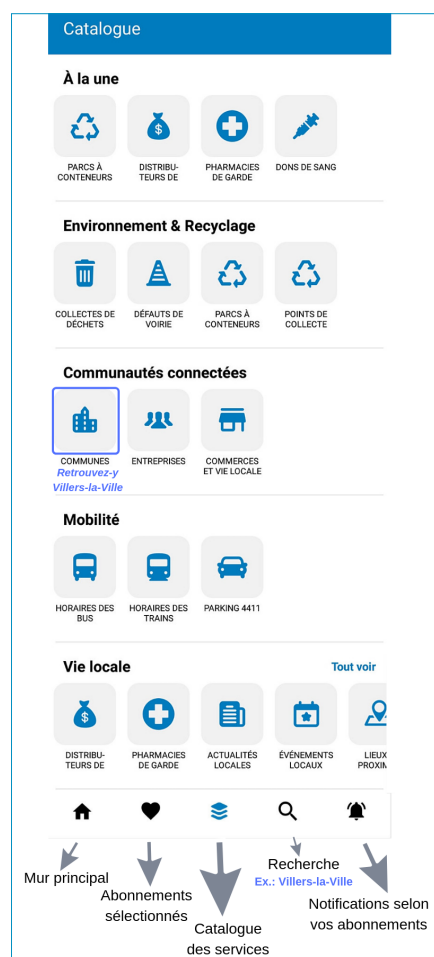 Catalogue
À la une
PARCS À
CONTENEURS
DISTRIBU-
TEURS DE
PHARMACIES
DE GARDE
DONS DE SANG
Environnement & Recyclage
COLLECTES DE
DÉCHETS
DÉFAUTS DE
VOIRIE
PARCS À
CONTENEURS
POINTS DE
COLLECTE
Communautés connectées
COMMUNES
Retrouvez-y
Villers-la-Ville
ENTREPRISES
COMMERCES
ET VIE LOCALE
Mobilité
HORAIRES DES
BUS
HORAIRES DES
TRAINS
PARKING 4411
Vie locale
Tout voir
DISTRIBU-
TEURS DE
PHARMACIES
DE GARDE
ACTUALITÉS
LOCALES
ÉVÉNEMENTS
LOCAUX
LIEUX
PROXIM
Mur principal
Abonnements
sélectionnés
Catalogue
des services
Recherche
Ex.: Villers-la-Ville
Notifications selon
vos abonnements